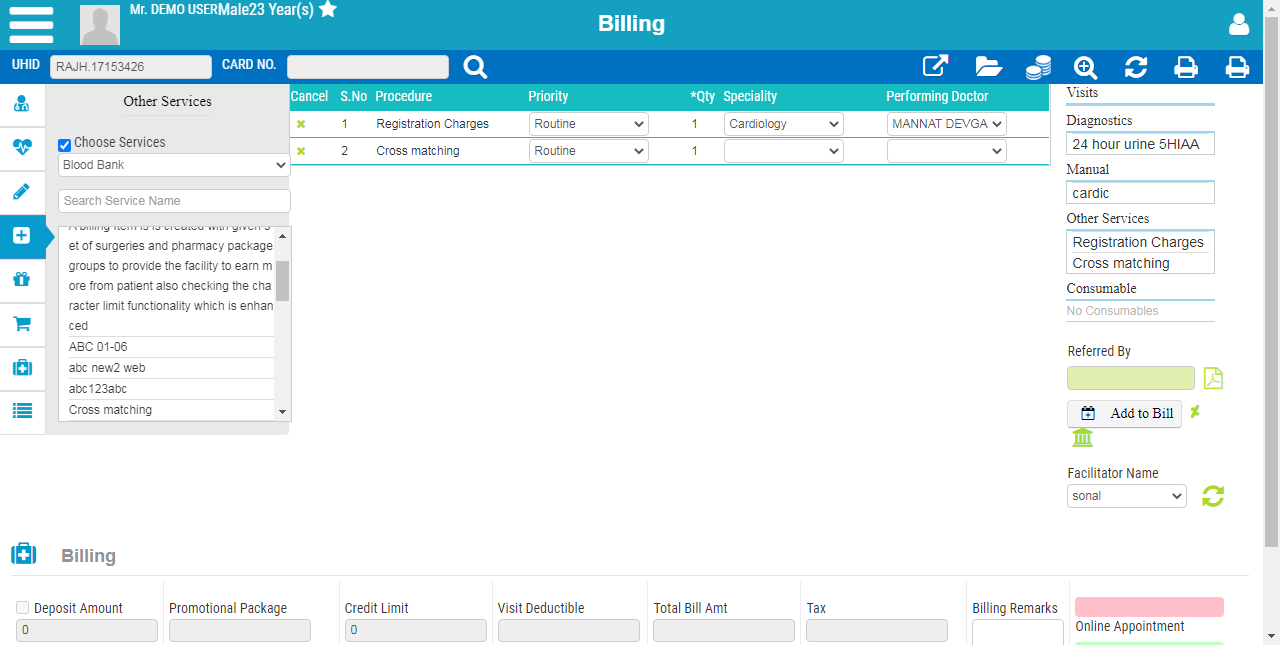 Mr. DEMO USERMale23 Year(s)
Billing
UHID RAJH.17153426 CARD NO.
Other Services
Choose Services
Blood Bank
Search Service Name
A billing item is is created with given s
et of surgeries and pharmacy package
groups to provide the facility to earn m
ore from patient also checking the cha
racter limit functionality which is enhan
ced
ABC 01-06
abc new2 web
abc123abc
Cross matching
Cancel S.No Procedure Priority *Qty Speciality Performing Doctor
1 Registration Charges Routine 1 Cardiology MANNAT DEVGA
2 Cross matching Routine 1
Visits
Diagnostics
24 hour urine 5HIAA
Manual
cardic
Other Services
Registration Charges
Cross matching
Consumable
No Consumables
Referred By
Add to Bill
Facilitator Name
sonal
Billing
Deposit Amount Promotional Package Credit Limit Visit Deductible Total Bill Amt Tax Billing Remarks
0 0
Online Appointment